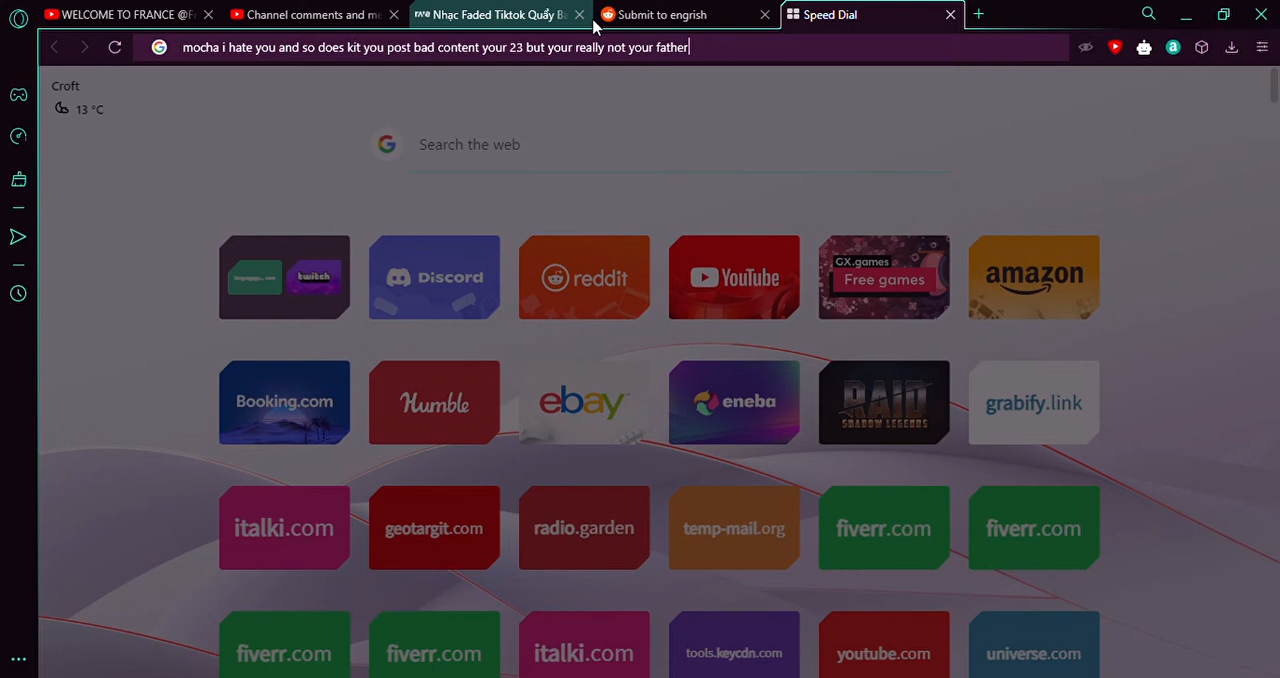 WELCOME TO FRANCE @F
Channel comments and me
Nhạc Faded Tiktok Quẩy Ba
Submit to engrish
Speed Dial
mocha i hate you and so does kit you post bad content your 23 but your really not your father
Croft
13 °C
Search the web
twitch
Discord
reddit
YouTube
GX.games
Free games
amazon
Booking.com
Humble
ebay
eneba
RAID
SHADOW LEGENDS
grabify.link
italki.com
geotargit.com
radio.garden
temp-mail.org
fiverr.com
fiverr.com
fiverr.com
fiverr.com
italki.com
tools.keycdn.com
youtube.com
universe.com